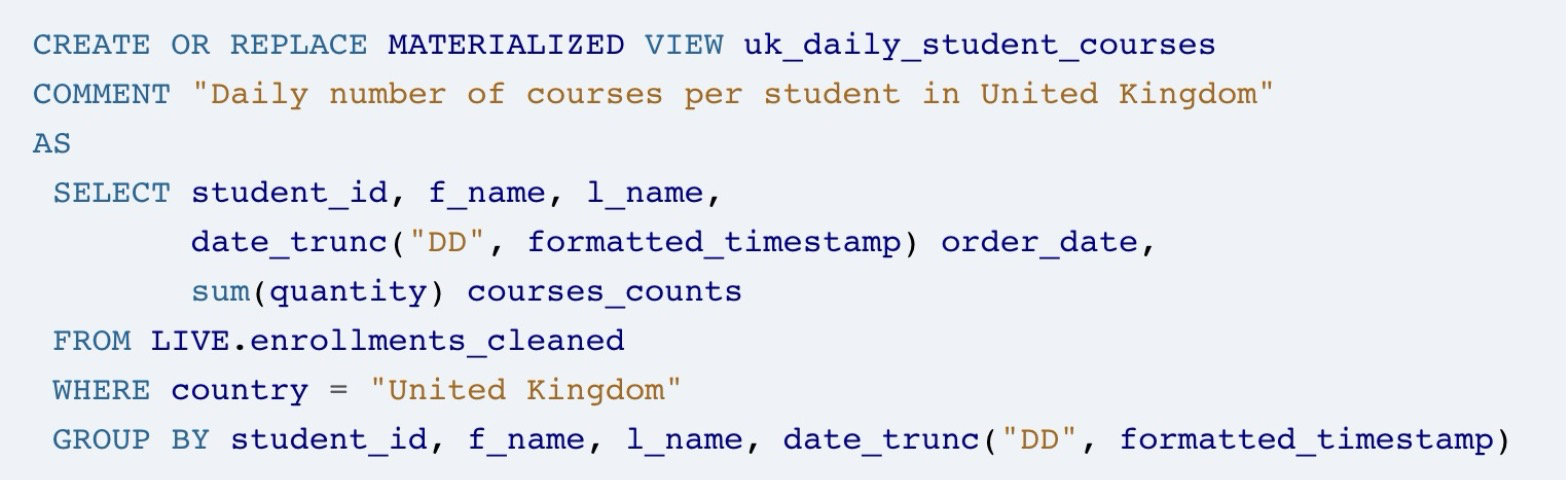 CREATE OR REPLACE MATERIALIZED VIEW uk_daily_student_courses
COMMENT "Daily number of courses per student in United Kingdom"
AS
SELECT student_id, f_name, l_name,
date_trunc("DD", formatted_timestamp) order_date,
sum(quantity) courses_counts
FROM LIVE.enrollments_cleaned
WHERE country = "United Kingdom"
GROUP BY student_id, f_name, l_name, date_trunc("DD", formatted_timestamp)